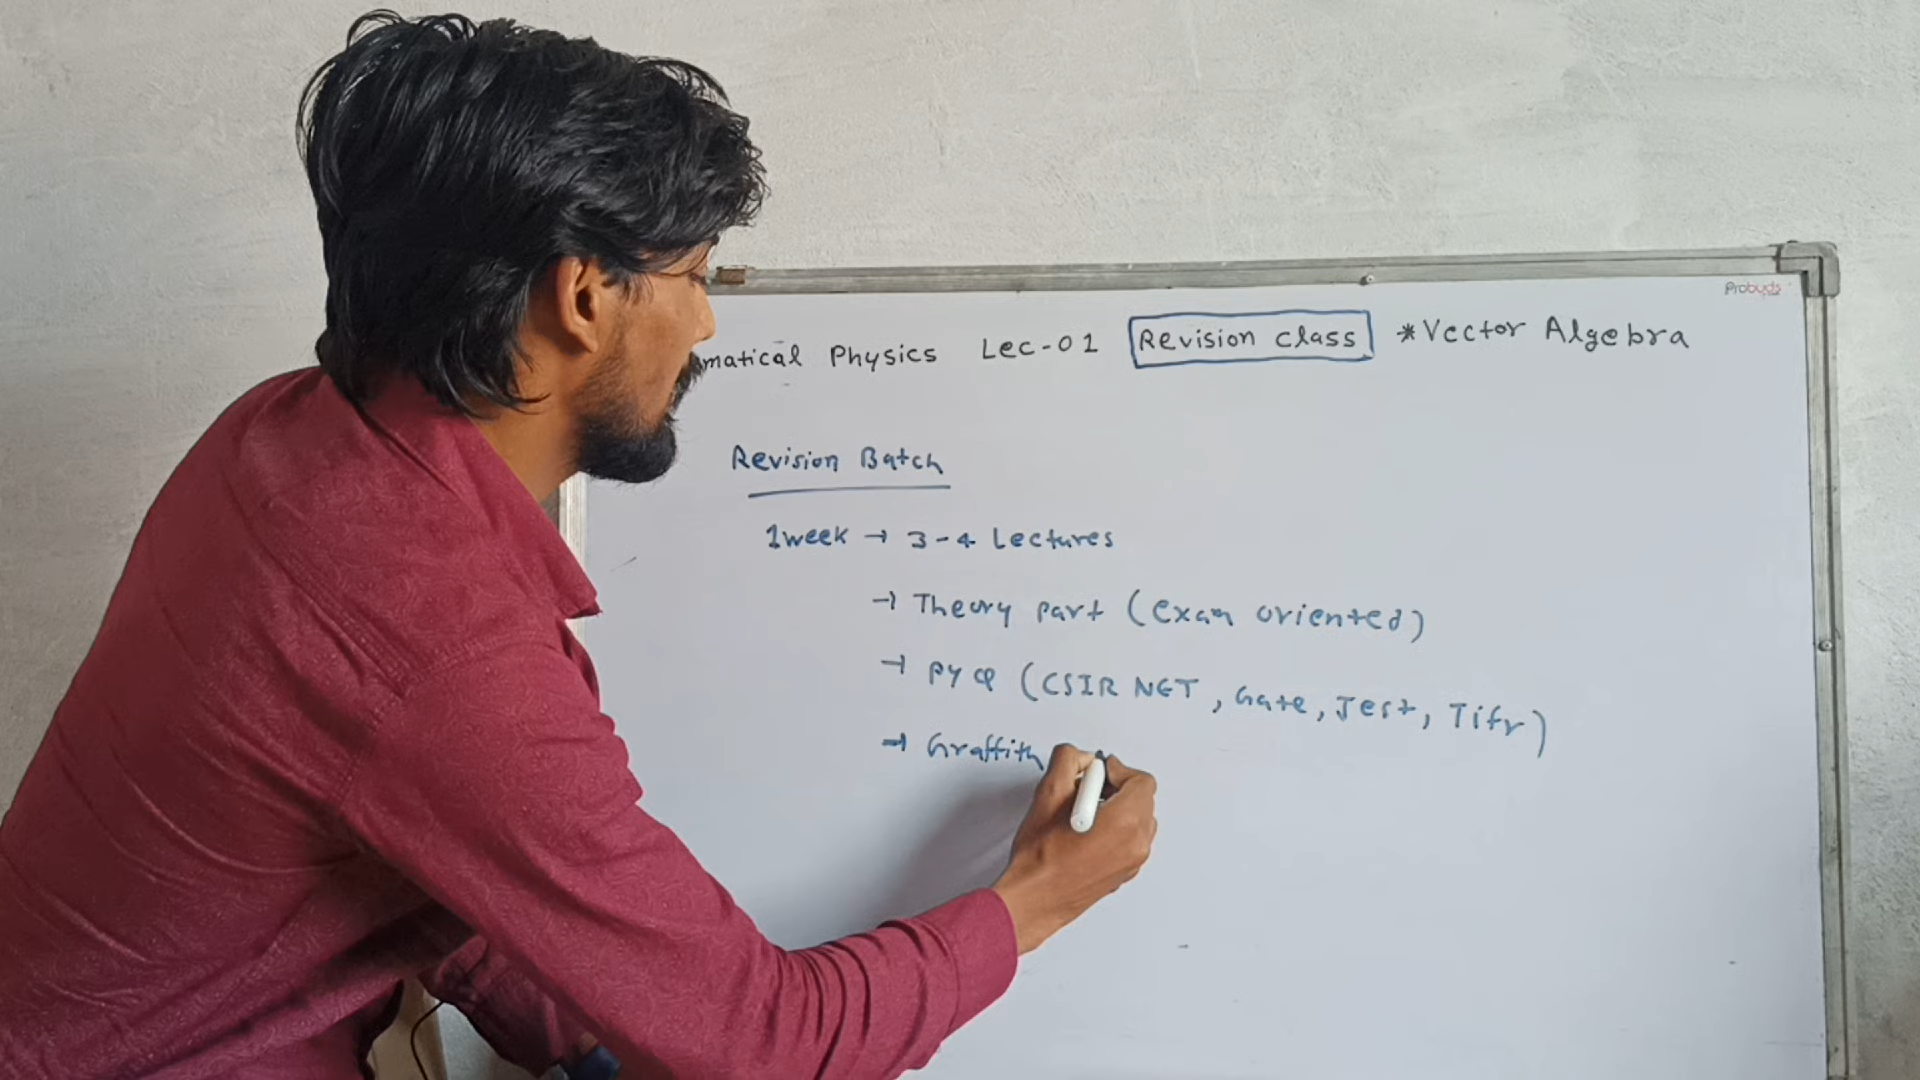 Probuds
matical Physics Lec-01 Revision class *Vector Algebra
Revision Batch
1week → 3-4 Lectures
→ Theory part (exam oriented)
→ PYQ (CSIR NET, Gate, Jest, Tifr)
→ Graffith